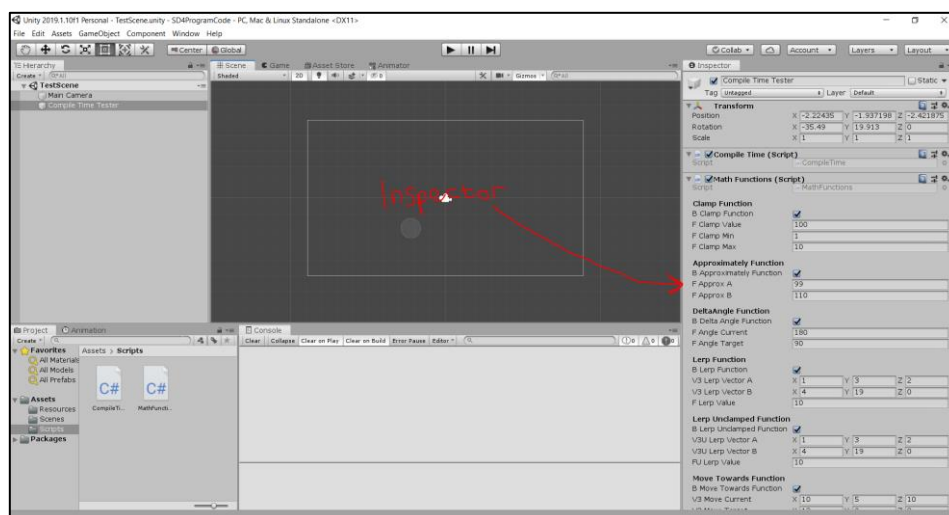 Unity 2019.1.10f1 Personal - TestScene.unity - SD4ProgramCode - PC, Mac & Linux Standalone <DX11>
File Edit Assets GameObject Component Window Help
Center Global
Collab Account Layers Layout
Hierarchy
Create
TestScene
Main Camera
Compile Time Tester
Scene Game Asset Store Animator
Shaded 2D Gizmos
Inspector
Inspector
Compile Time Tester Static
Tag Untagged Layer Default
Transform
Position X -2.22435 Y -1.937198 Z -2.421875
Rotation X -35.49 Y 19.913 Z 0
Scale X 1 Y 1 Z 1
Compile Time (Script)
Script CompileTime
Math Functions (Script)
Script MathFunctions
Clamp Function
B Clamp Function
F Clamp Value 100
F Clamp Min 1
F Clamp Max 10
Approximately Function
B Approximately Function
F Approx A 99
F Approx B 110
DeltaAngle Function
B Delta Angle Function
F Angle Current 180
F Angle Target 90
Lerp Function
B Lerp Function
V3 Lerp Vector A X 1 Y 3 Z 2
V3 Lerp Vector B X 4 Y 19 Z 0
F Lerp Value 10
Lerp Unclamped Function
B Lerp Unclamped Function
V3U Lerp Vector A X 1 Y 3 Z 2
V3U Lerp Vector B X 4 Y 19 Z 0
FU Lerp Value 10
Move Towards Function
B Move Towards Function
V3 Move Current X 10 Y 5 Z 10
Project Animation
Create
Favorites
All Materials
All Models
All Prefabs
Assets
Resources
Scenes
Scripts
Packages
Assets Scripts
C# C#
CompileTi... MathFuncti...
Console
Clear Collapse Clear on Play Clear on Build Error Pause Editor
0 0 0